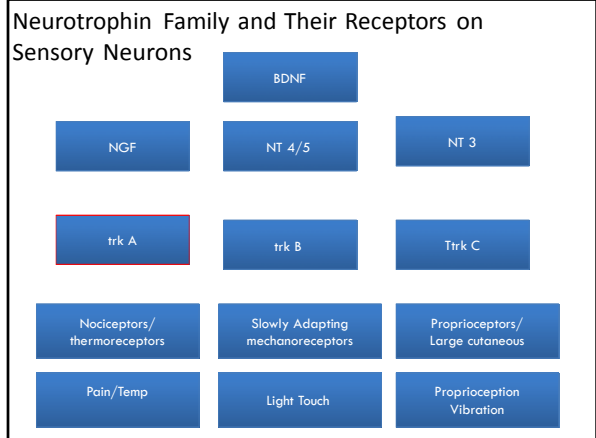 Neurotrophin Family and Their Receptors on
Sensory Neurons
BDNF
NGF
NT 4/5
NT 3
trk A
trk B
Ttrk C
Nociceptors/
thermoreceptors
Slowly Adapting
mechanoreceptors
Proprioceptors/
Large cutaneous
Pain/Temp
Light Touch
Proprioception
Vibration